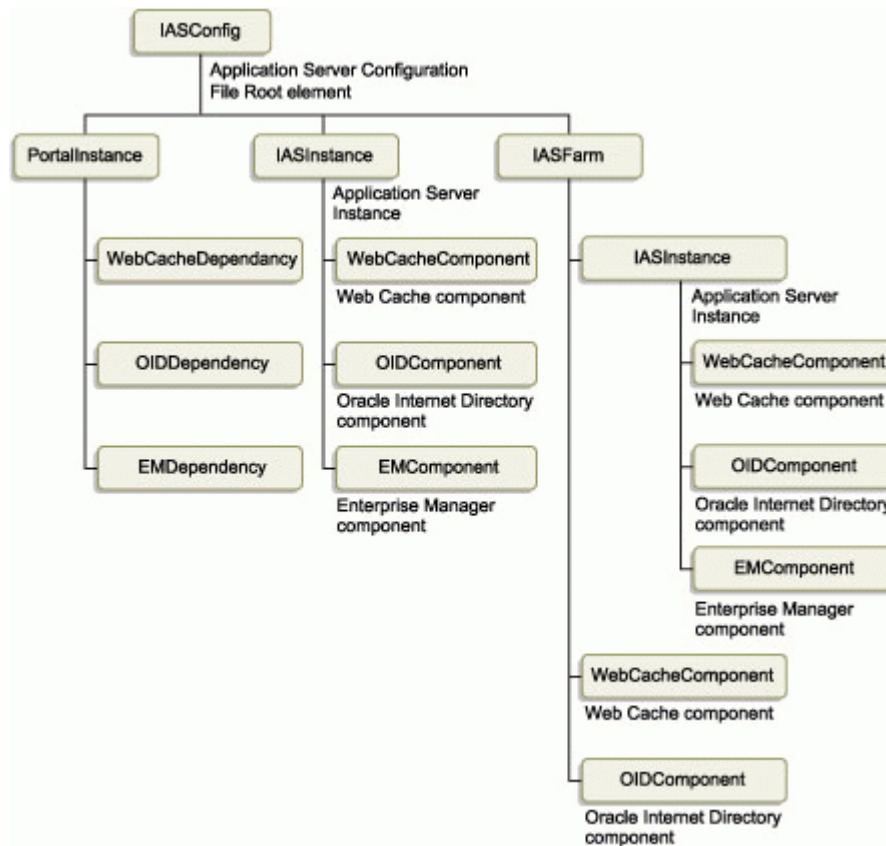 IASConfig
Application Server Configuration
File Root element
PortalInstance
IASInstance
IASFarm
Application Server
Instance
WebCacheDependancy
WebCacheComponent
Web Cache component
OIDDependency
OIDComponent
Oracle Internet Directory
component
EMDependency
EMComponent
Enterprise Manager
component
IASInstance
Application Server
Instance
WebCacheComponent
Web Cache component
OIDComponent
Oracle Internet Directory
component
EMComponent
Enterprise Manager
component
WebCacheComponent
Web Cache component
OIDComponent
Oracle Internet Directory
component